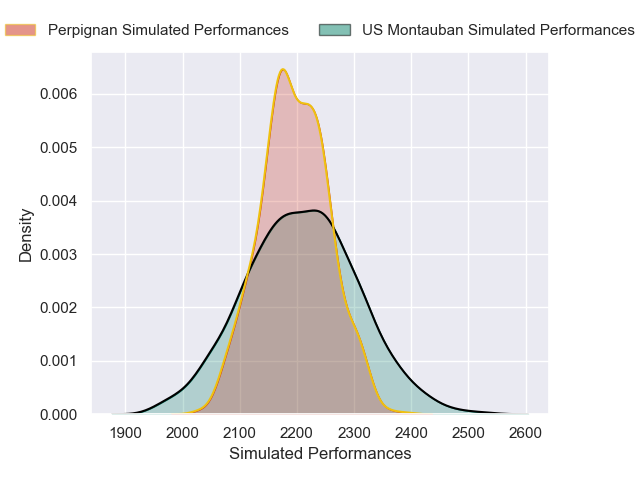 Perpignan Simulated Performances
US Montauban Simulated Performances
0.006
0.005
0.004
0.003
0.002
0.001
0.000
Density
1900 2000 2100 2200 2300 2400 2500 2600
Simulated Performances